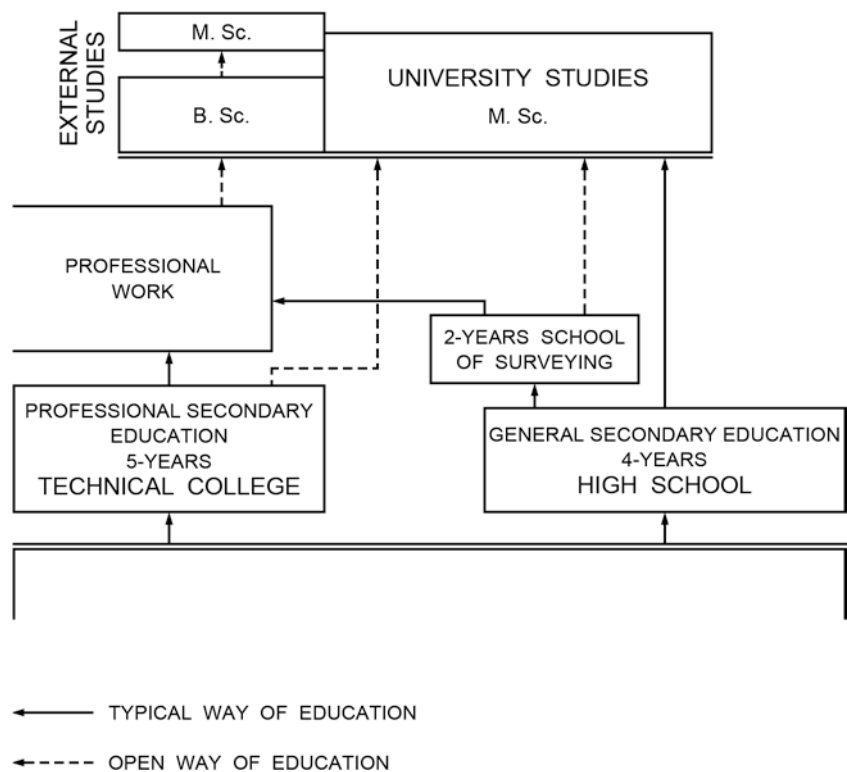 EXTERNAL
STUDIES
M. Sc.
B. Sc.
UNIVERSITY STUDIES
M. Sc.
PROFESSIONAL
WORK
2-YEARS SCHOOL
OF SURVEYING
PROFESSIONAL SECONDARY
EDUCATION
5-YEARS
TECHNICAL COLLEGE
GENERAL SECONDARY EDUCATION
4-YEARS
HIGH SCHOOL
TYPICAL WAY OF EDUCATION
OPEN WAY OF EDUCATION